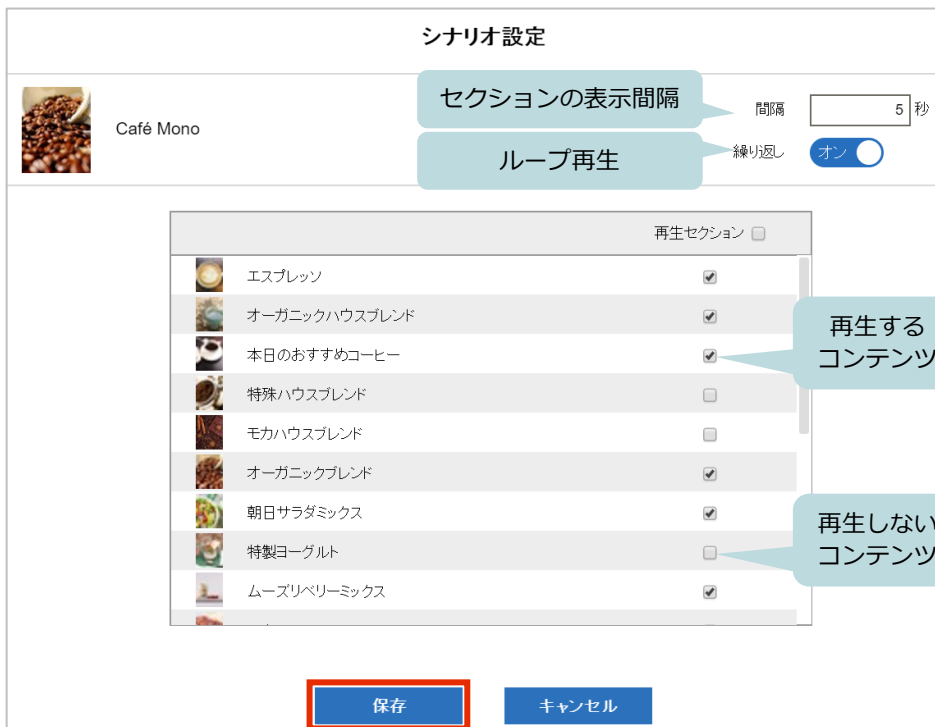 シナリオ設定
セクションの表示間隔
間隔 5 秒
Café Mono
ループ再生
繰り返し オン
再生セクション
エスプレッソ
オーガニックハウスブレンド
本日のおすすめコーヒー
特殊ハウスブレンド
モカハウスブレンド
オーガニックブレンド
朝日サラダミックス
特製ヨーグルト
ムーズリベリーミックス
再生する
コンテンツ
再生しない
コンテンツ
保存
キャンセル